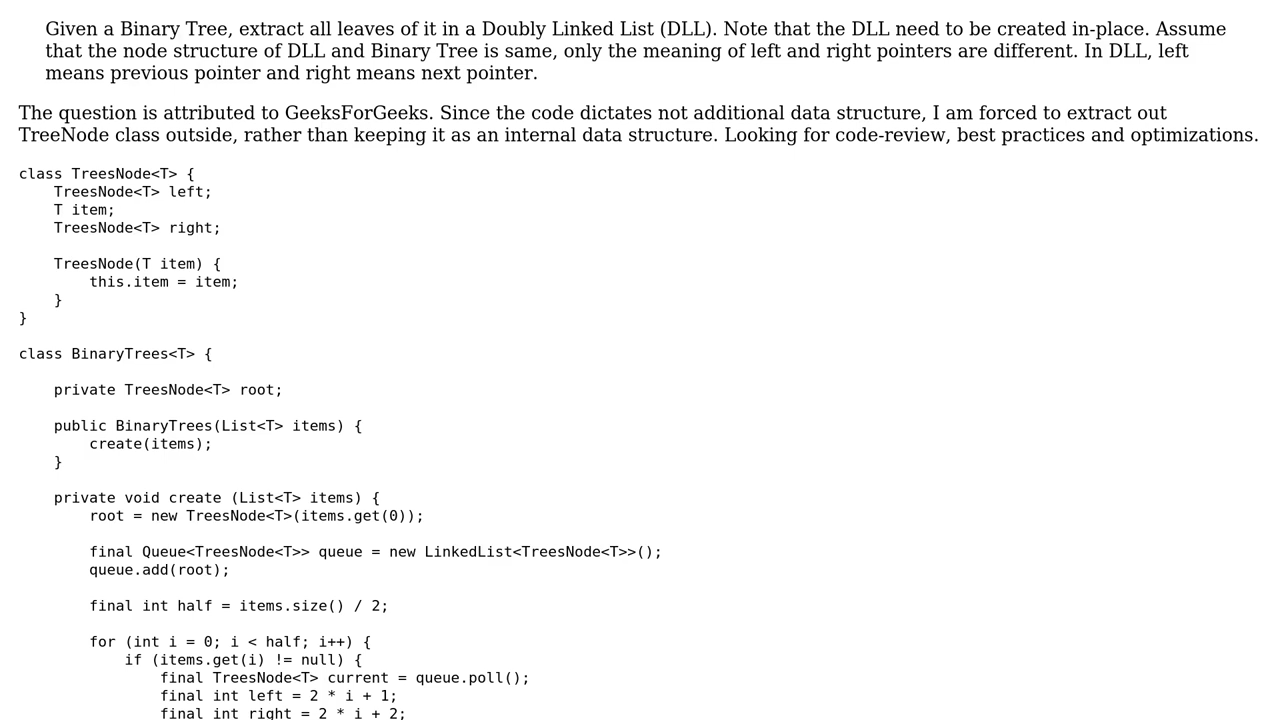 Given a Binary Tree, extract all leaves of it in a Doubly Linked List (DLL). Note that the DLL need to be created in-place. Assume
that the node structure of DLL and Binary Tree is same, only the meaning of left and right pointers are different. In DLL, left
means previous pointer and right means next pointer.
The question is attributed to GeeksForGeeks. Since the code dictates not additional data structure, I am forced to extract out
TreeNode class outside, rather than keeping it as an internal data structure. Looking for code-review, best practices and optimizations.
class TreesNode<T> {
    TreesNode<T> left;
    T item;
    TreesNode<T> right;

    TreesNode(T item) {
        this.item = item;
    }
}

class BinaryTrees<T> {

    private TreesNode<T> root;

    public BinaryTrees(List<T> items) {
        create(items);
    }

    private void create (List<T> items) {
        root = new TreesNode<T>(items.get(0));

        final Queue<TreesNode<T>> queue = new LinkedList<TreesNode<T>>();
        queue.add(root);

        final int half = items.size() / 2;

        for (int i = 0; i < half; i++) {
            if (items.get(i) != null) {
                final TreesNode<T> current = queue.poll();
                final int left = 2 * i + 1;
                final int right = 2 * i + 2;